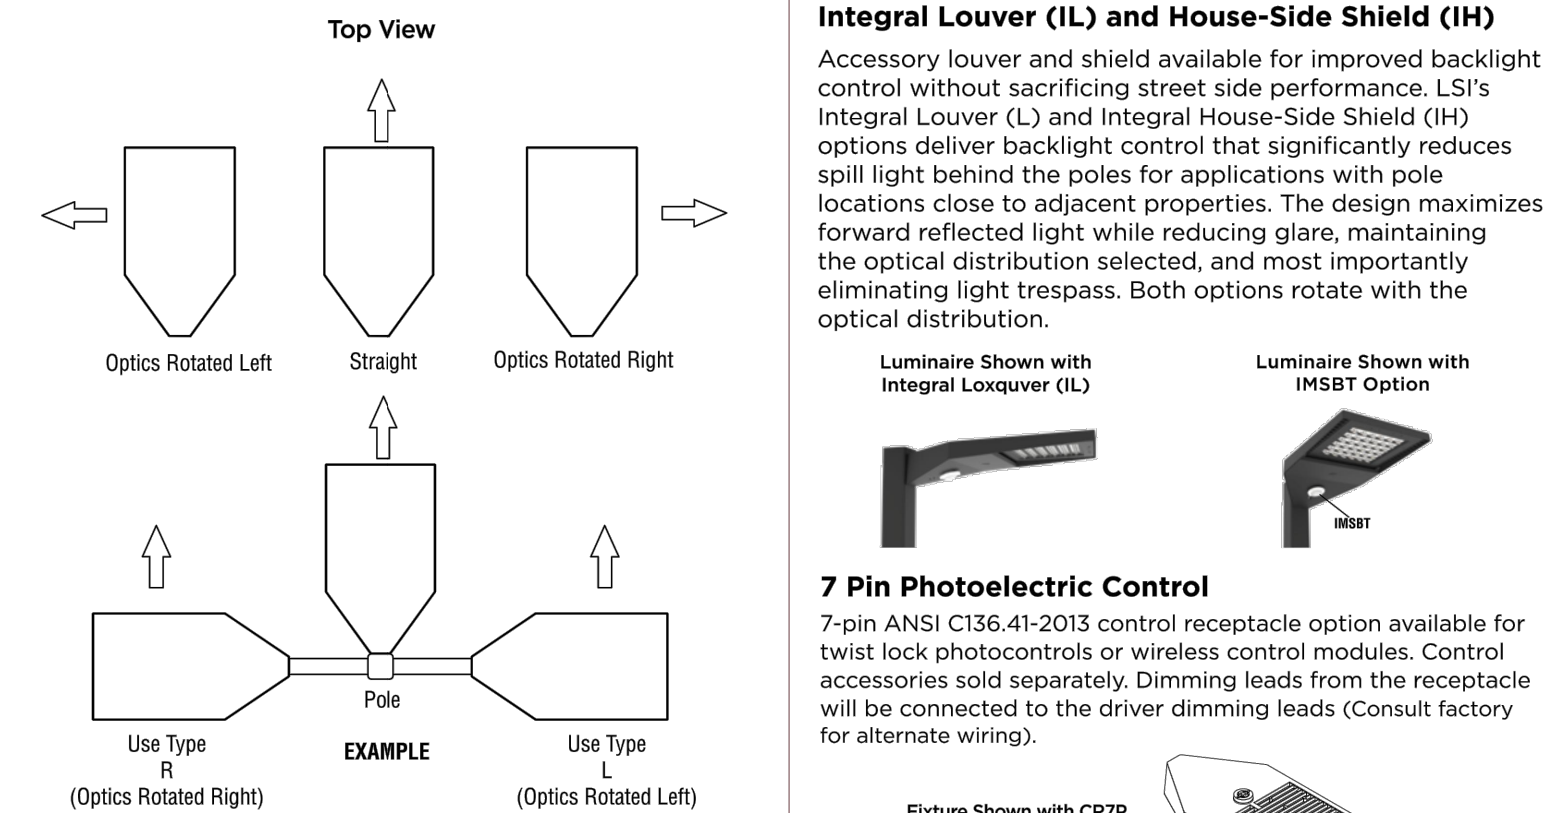 Top View
Optics Rotated Left
Straight
Optics Rotated Right
Pole
Use Type
R
(Optics Rotated Right)
EXAMPLE
Use Type
L
(Optics Rotated Left)
Integral Louver (IL) and House-Side Shield (IH)
Accessory louver and shield available for improved backlight
control without sacrificing street side performance. LSI's
Integral Louver (L) and Integral House-Side Shield (IH)
options deliver backlight control that significantly reduces
spill light behind the poles for applications with pole
locations close to adjacent properties. The design maximizes
forward reflected light while reducing glare, maintaining
the optical distribution selected, and most importantly
eliminating light trespass. Both options rotate with the
optical distribution.
Luminaire Shown with
Integral Loxquver (IL)
Luminaire Shown with
IMSBT Option
IMSBT
7 Pin Photoelectric Control
7-pin ANSI C136.41-2013 control receptacle option available for
twist lock photocontrols or wireless control modules. Control
accessories sold separately. Dimming leads from the receptacle
will be connected to the driver dimming leads (Consult factory
for alternate wiring).
Fixture Shown with CR7P